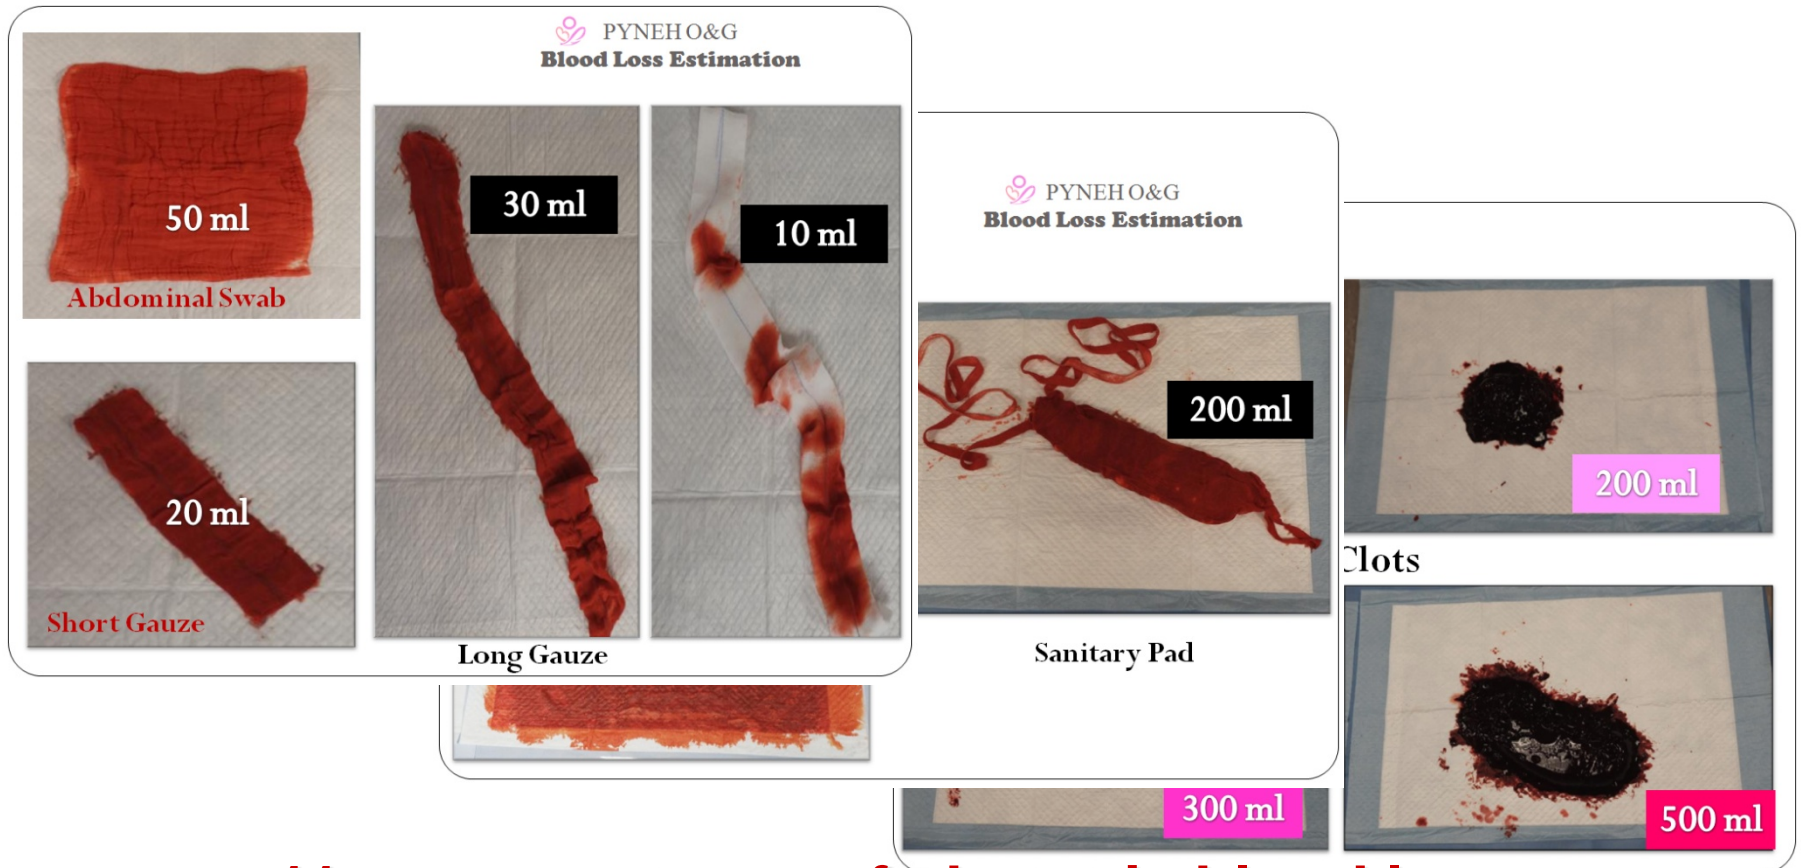 PYNEH O&G
Blood Loss Estimation
50 ml
Abdominal Swab
30 ml
10 ml
20 ml
Short Gauze
Long Gauze
PYNEH O&G
Blood Loss Estimation
200 ml
Sanitary Pad
200 ml
Clots
300 ml
500 ml